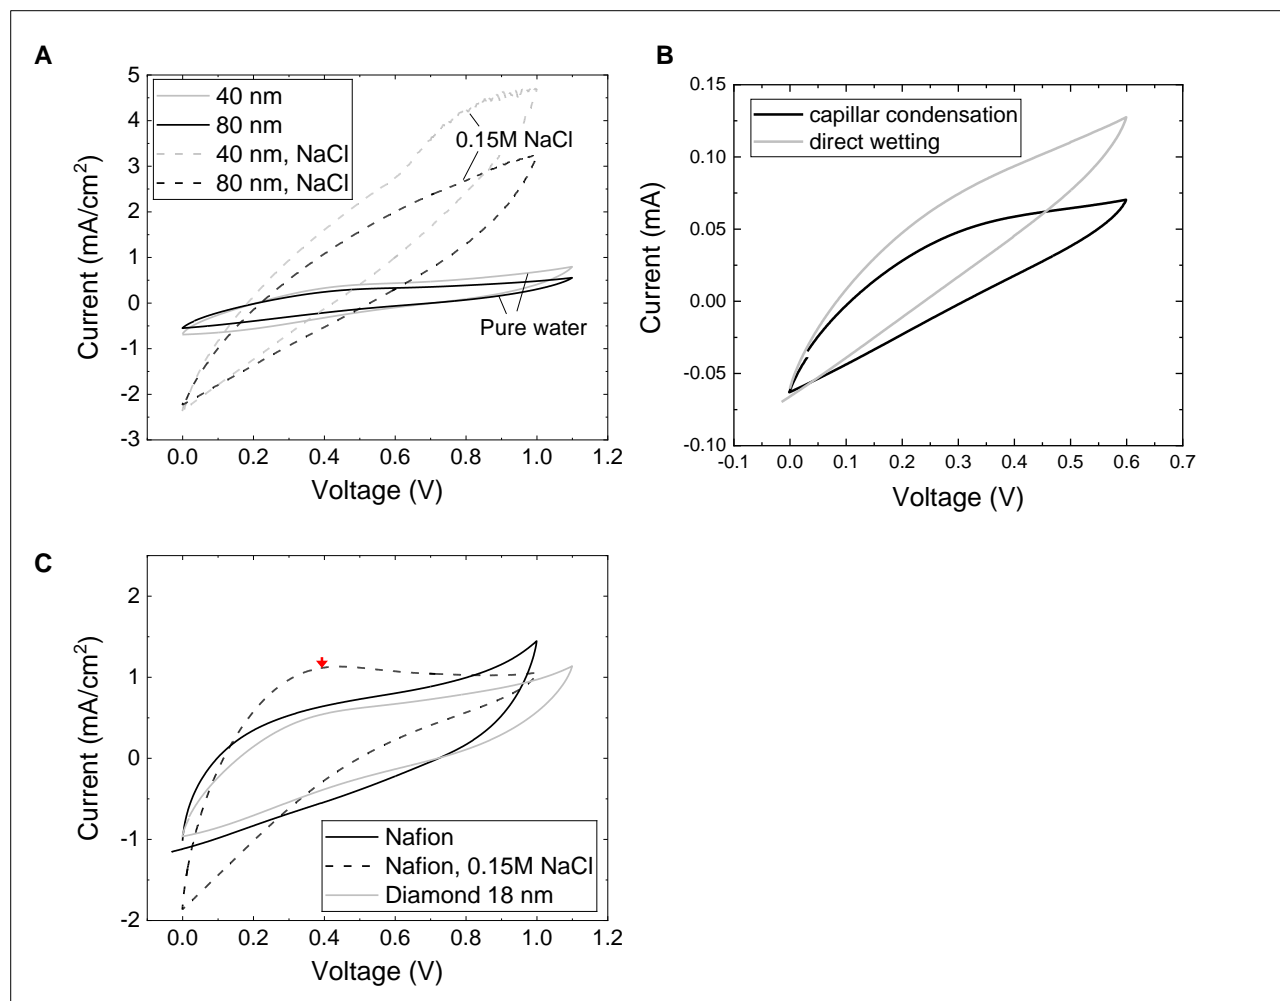 A
5
4
3
2
1
0
-1
-2
-3
40 nm
80 nm
40 nm, NaCl
80 nm, NaCl
0.15M NaCl
Pure water
0.0 0.2 0.4 0.6 0.8 1.0 1.2
Voltage (V)
Current (mA/cm²)
B
0.15
0.10
0.05
0.00
-0.05
-0.10
capillar condensation
direct wetting
-0.1 0.0 0.1 0.2 0.3 0.4 0.5 0.6 0.7
Voltage (V)
Current (mA)
C
2
1
0
-1
-2
Nafion
Nafion, 0.15M NaCl
Diamond 18 nm
0.0 0.2 0.4 0.6 0.8 1.0 1.2
Voltage (V)
Current (mA/cm²)